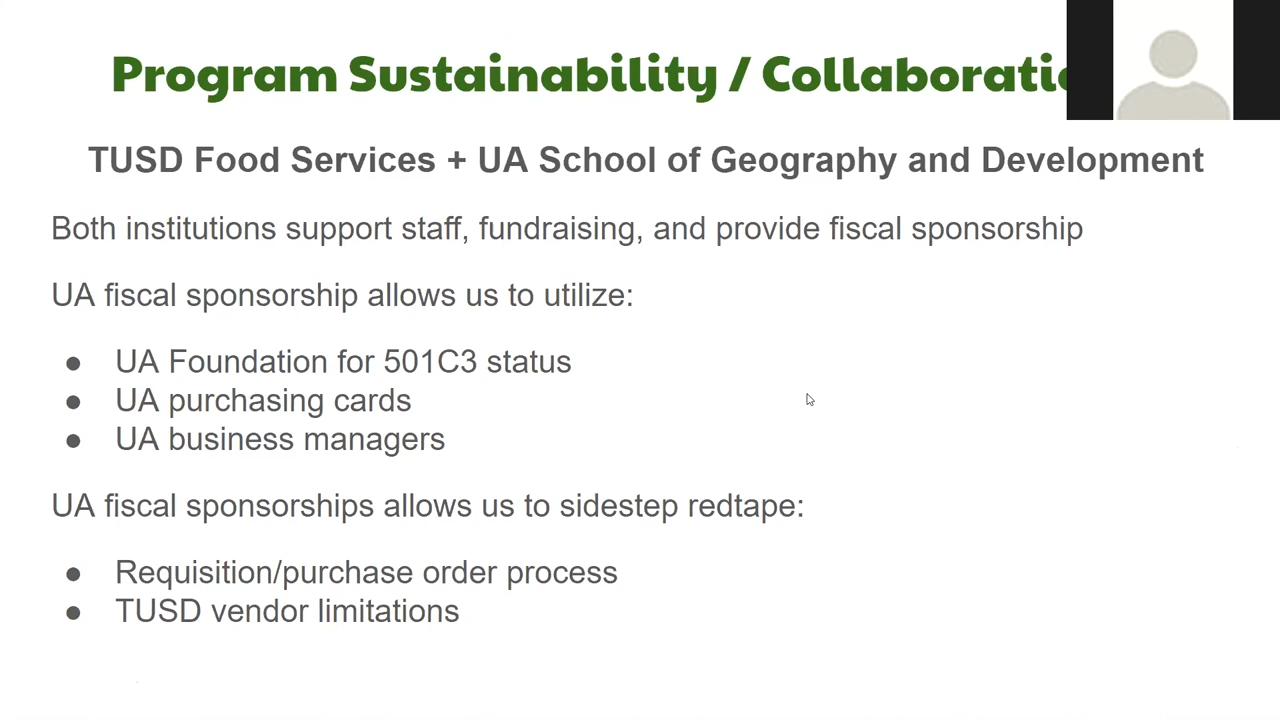 Program Sustainability / Collaboratio
TUSD Food Services + UA School of Geography and Development
Both institutions support staff, fundraising, and provide fiscal sponsorship
UA fiscal sponsorship allows us to utilize:
● UA Foundation for 501C3 status
● UA purchasing cards
● UA business managers
UA fiscal sponsorships allows us to sidestep redtape:
● Requisition/purchase order process
● TUSD vendor limitations